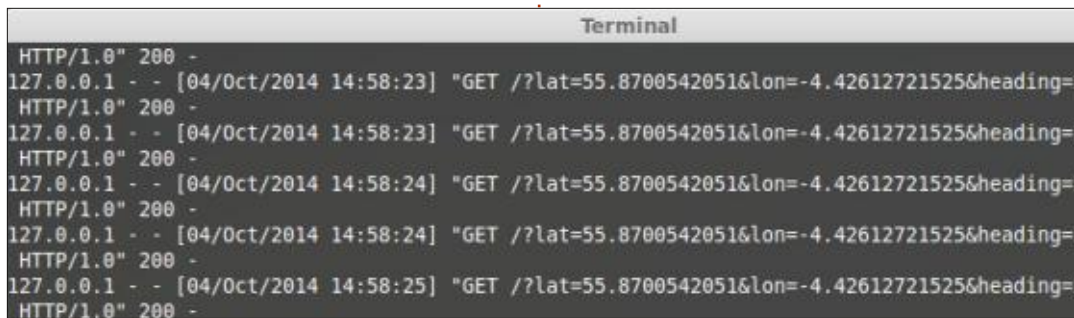 Terminal
HTTP/1.0" 200 -
127.0.0.1 - - [04/Oct/2014 14:58:23] "GET /?lat=55.8700542051&lon=-4.42612721525&heading=
HTTP/1.0" 200 -
127.0.0.1 - - [04/Oct/2014 14:58:23] "GET /?lat=55.8700542051&lon=-4.42612721525&heading=
HTTP/1.0" 200 -
127.0.0.1 - - [04/Oct/2014 14:58:24] "GET /?lat=55.8700542051&lon=-4.42612721525&heading=
HTTP/1.0" 200 -
127.0.0.1 - - [04/Oct/2014 14:58:24] "GET /?lat=55.8700542051&lon=-4.42612721525&heading=
HTTP/1.0" 200 -
127.0.0.1 - - [04/Oct/2014 14:58:25] "GET /?lat=55.8700542051&lon=-4.42612721525&heading=
HTTP/1.0" 200 -